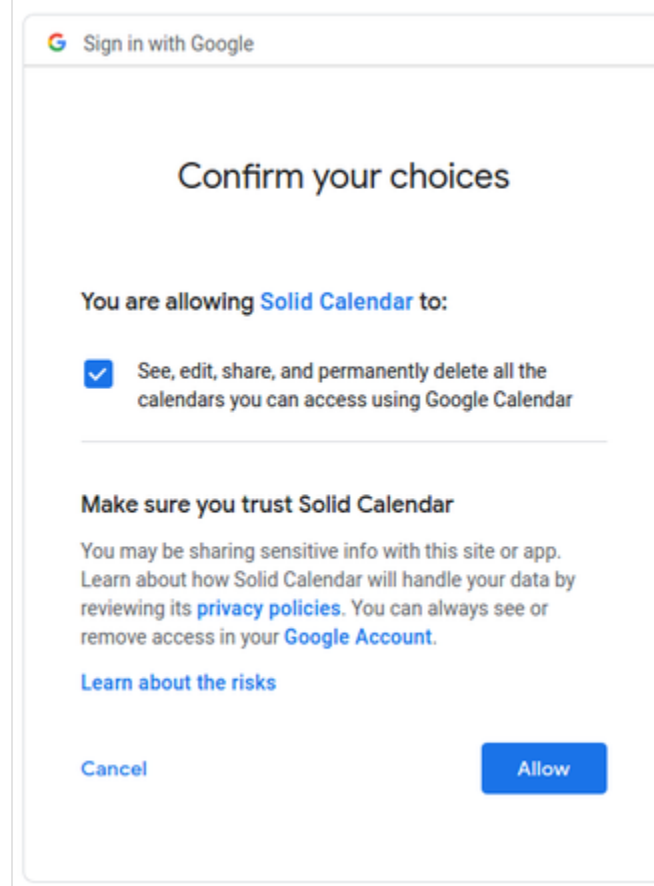 Sign in with Google
Confirm your choices
You are allowing Solid Calendar to:
See, edit, share, and permanently delete all the
calendars you can access using Google Calendar
Make sure you trust Solid Calendar
You may be sharing sensitive info with this site or app.
Learn about how Solid Calendar will handle your data by
reviewing its privacy policies. You can always see or
remove access in your Google Account.
Learn about the risks
Cancel
Allow